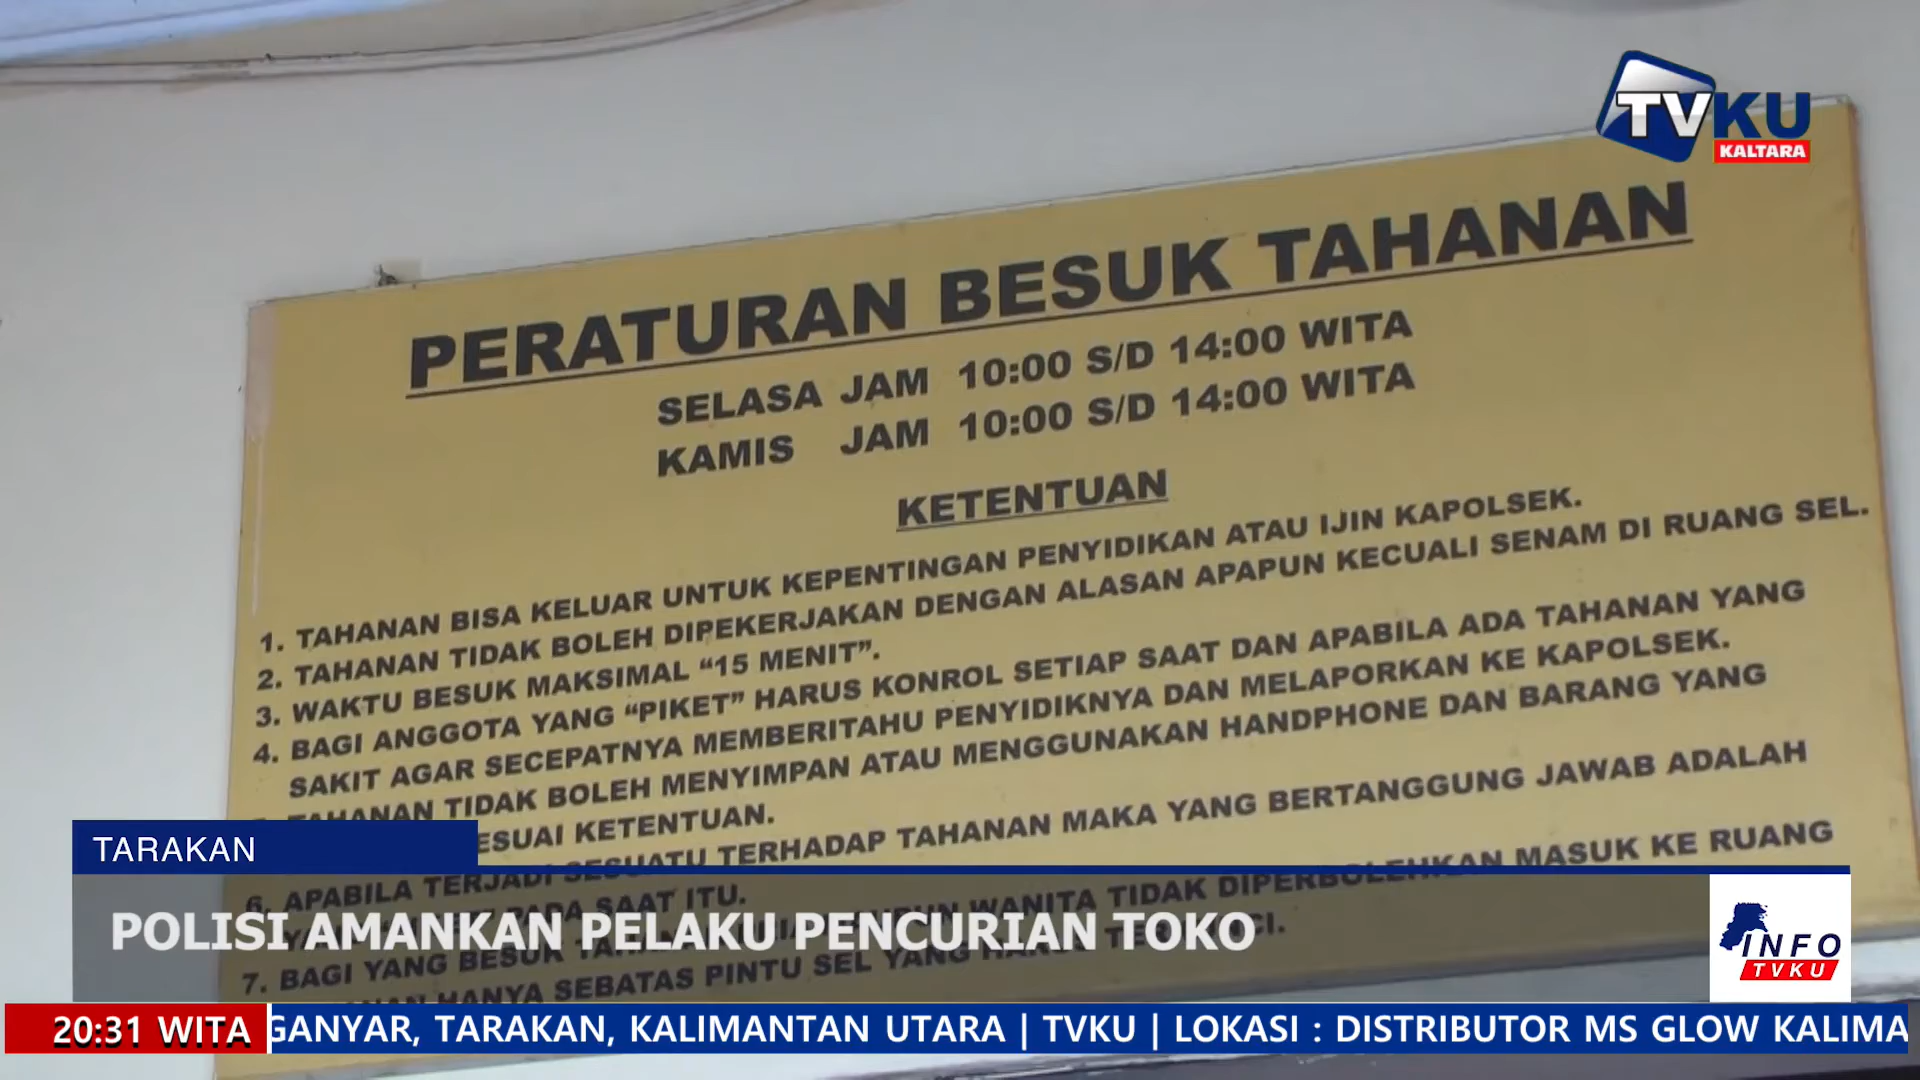 TVKU
KALTARA
PERATURAN BESUK TAHANAN
SELASA JAM 10:00 S/D 14:00 WITA
KAMIS JAM 10:00 S/D 14:00 WITA
KETENTUAN
1. TAHANAN BISA KELUAR UNTUK KEPENTINGAN PENYIDIKAN ATAU IJIN KAPOLSEK.
2. TAHANAN TIDAK BOLEH DIPEKERJAKAN DENGAN ALASAN APAPUN KECUALI SENAM DI RUANG SEL.
3. WAKTU BESUK MAKSIMAL “15 MENIT”.
4. BAGI ANGGOTA YANG “PIKET” HARUS KONROL SETIAP SAAT DAN APABILA ADA TAHANAN YANG
SAKIT AGAR SECEPATNYA MEMBERITAHU PENYIDIKNYA DAN MELAPORKAN KE KAPOLSEK.
TAHANAN TIDAK BOLEH MENYIMPAN ATAU MENGGUNAKAN HANDPHONE DAN BARANG YANG
ESUAI KETENTUAN.
6. APABILA TERJADI SESUATU TERHADAP TAHANAN MAKA YANG BERTANGGUNG JAWAB ADALAH
PADA SAAT ITU.
7. BAGI YANG BESUK WANITA TIDAK DIPERBOLEHKAN MASUK KE RUANG
HANYA SEBATAS PINTU SEL YANG
TARAKAN
POLISI AMANKAN PELAKU PENCURIAN TOKO
INFO
TVKU
20:31 WITA
GANYAR, TARAKAN, KALIMANTAN UTARA | TVKU | LOKASI : DISTRIBUTOR MS GLOW KALIMA